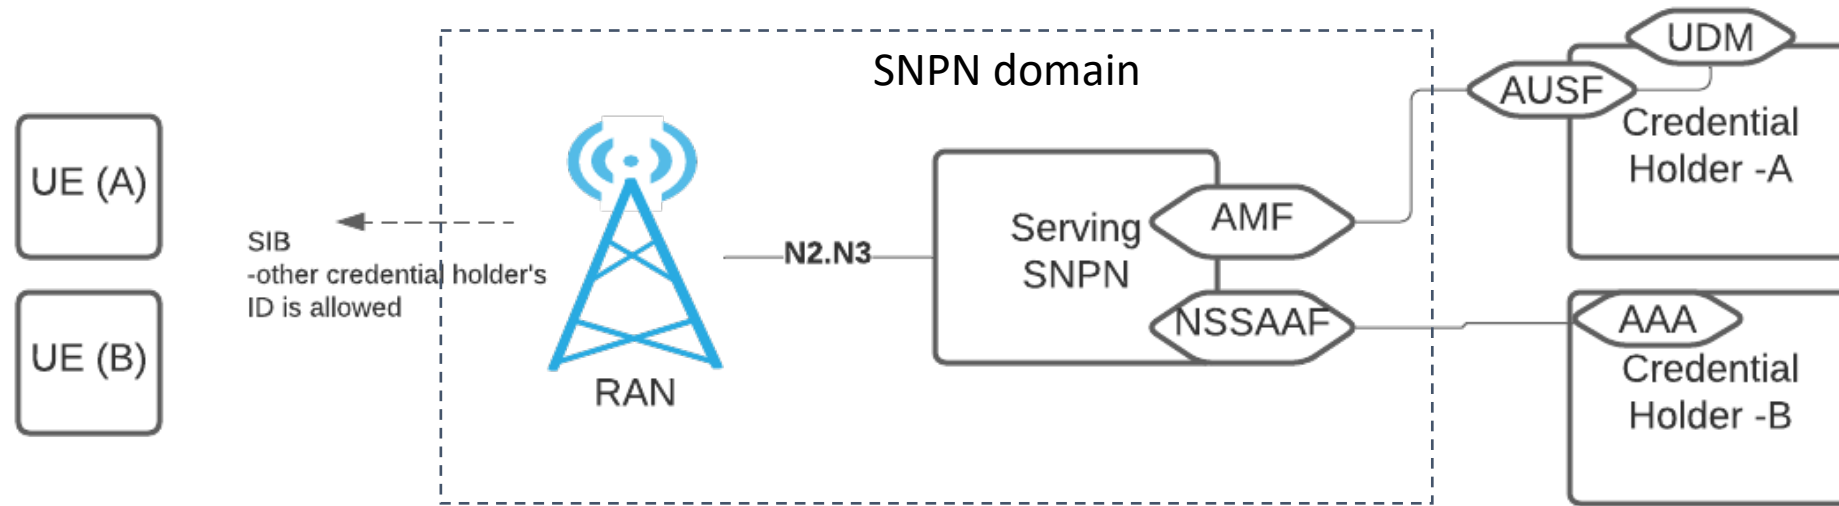 SNPN domain
UDM
AUSF
Credential
Holder -A
UE (A)
SIB
-other credential holder's
ID is allowed
N2.N3
Serving
SNPN
AMF
NSSAAF
AAA
Credential
Holder -B
UE (B)
RAN